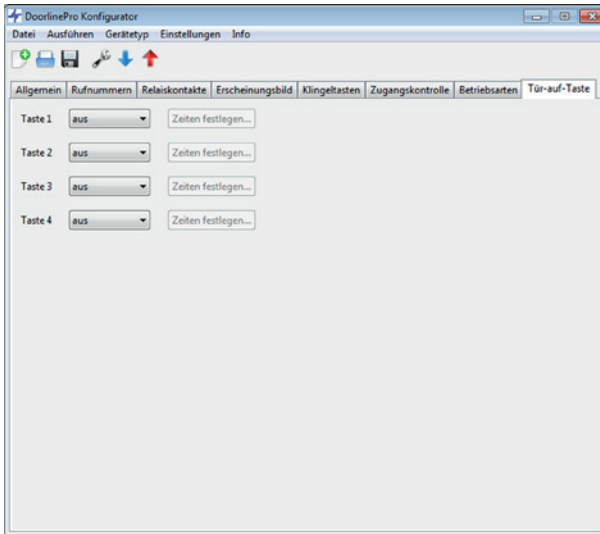 DoorlinePro Konfigurator
Datei Ausführen Gerätetyp Einstellungen Info
Allgemein Rufnummern Relaiskontakte Erscheinungsbild Klingeltasten Zugangskontrolle Betriebsarten Tür-auf-Taste
Taste 1 aus Zeiten festlegen...
Taste 2 aus Zeiten festlegen...
Taste 3 aus Zeiten festlegen...
Taste 4 aus Zeiten festlegen...